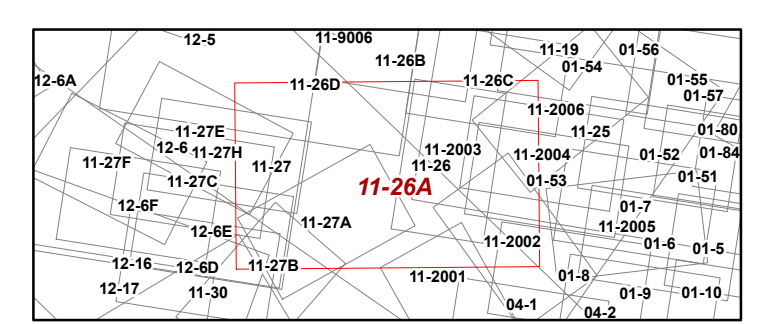 12-5
11-9006
11-19
01-56
11-26B
01-54
12-6A
11-26D
11-26C
01-55
01-57
11-2006
11-27E
11-25
01-80
12-6
11-27H
11-2003
11-2004
01-52
01-84
11-27F
11-27
11-26
11-27C
11-26A
01-53
01-51
12-6F
01-7
11-27A
11-2005
12-6E
11-2002
01-6
01-5
12-16
12-6D
11-27B
11-2001
01-8
12-17
11-30
01-9
01-10
04-1
04-2